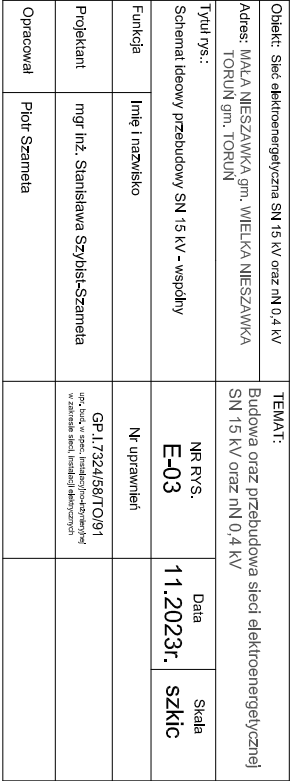 Obiekt: Sieć elektroenergetyczna SN 15 kV oraz nN 0,4 kV
Adres: MAŁA NIESZAWKA gm. WIELKA NIESZAWKA
TORUŃ gm. TORUŃ
TEMAT:
Budowa oraz przebudowa sieci elektroenergetycznej
SN 15 kV oraz nN 0,4 kV
Tytuł rys.:
Schemat ideowy przebudowy SN 15 kV - wspólny
NR RYS.
E-03
Data
11.2023r.
Skala
szkic
Funkcja
Imię i nazwisko
Nr uprawnień
Projektant
mgr inż. Stanisława Szybist-Szameta
GP.I.7324/58/TO/91
upr. bud. w spec. instalacyjno-inżynieryjnej
w zakresie sieci, instalacji elektrycznych
Opracował
Piotr Szameta